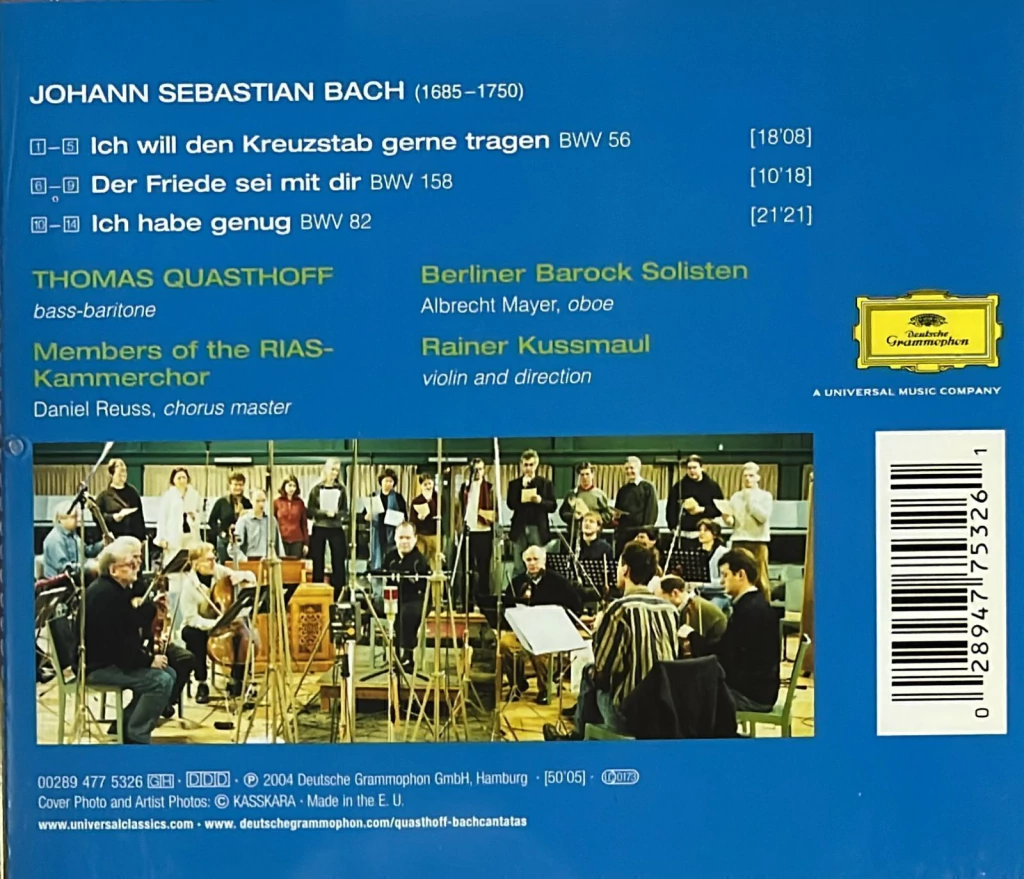 JOHANN SEBASTIAN BACH (1685–1750)
1–5 Ich will den Kreuzstab gerne tragen BWV 56 [18'08]
6–9 Der Friede sei mit dir BWV 158 [10'18]
10–14 Ich habe genug BWV 82 [21'21]
THOMAS QUASTHOFF
bass-baritone
Members of the RIAS-
Kammerchor
Daniel Reuss, chorus master
Berliner Barock Solisten
Albrecht Mayer, oboe
Rainer Kussmaul
violin and direction
Deutsche
Grammophon
A UNIVERSAL MUSIC COMPANY
0 28947 75326 1
00289 477 5326 GH · DDD · ℗ 2004 Deutsche Grammophon GmbH, Hamburg · [50'05] · LC 0173
Cover Photo and Artist Photos: © KASSKARA · Made in the E. U.
www.universalclassics.com · www. deutschegrammophon.com/quasthoff-bachcantatas